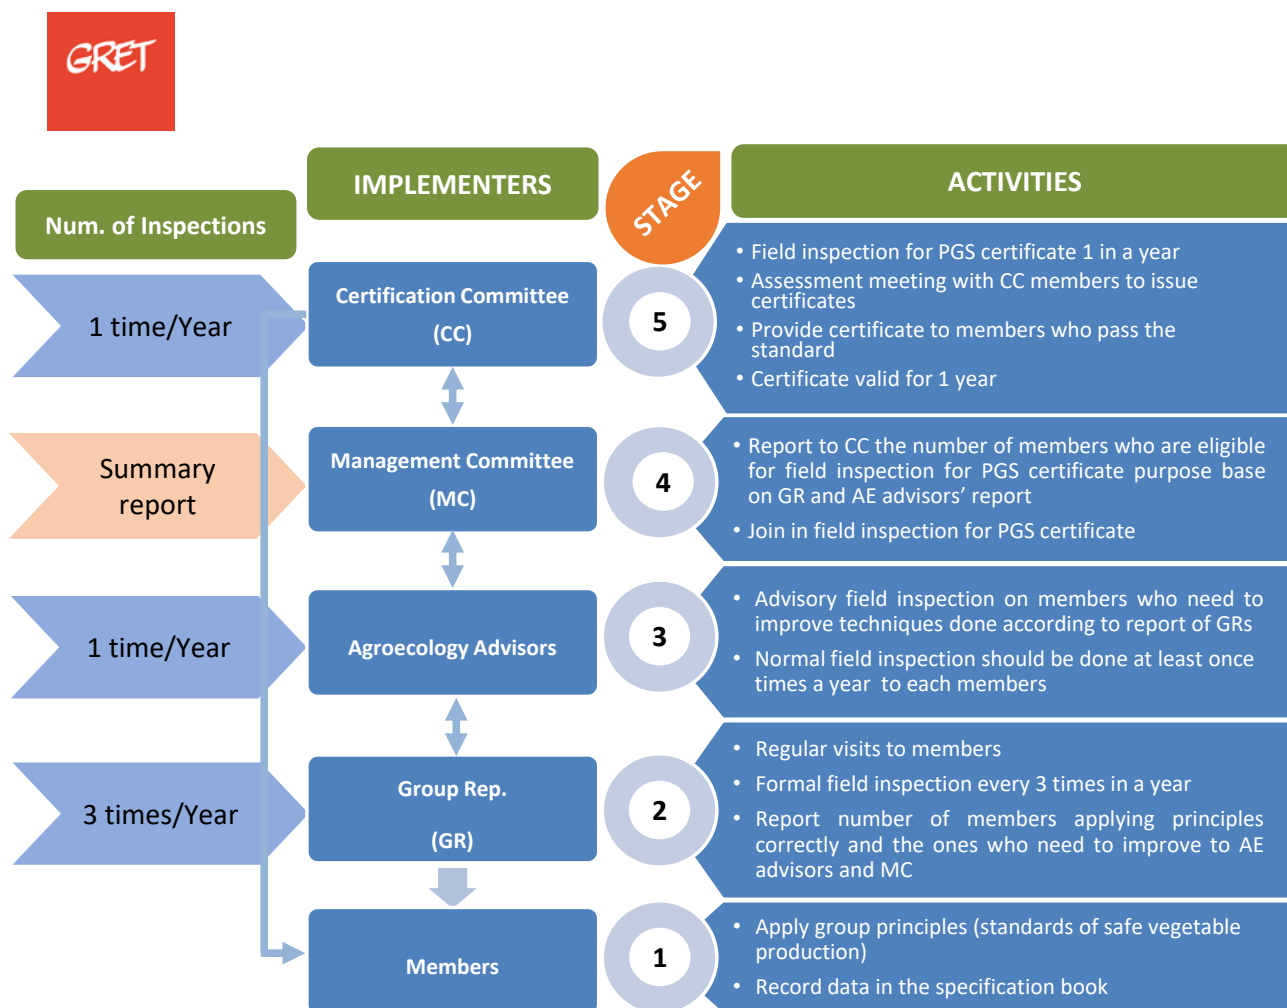 GRET
Num. of Inspections
IMPLEMENTERS
STAGE
ACTIVITIES
1 time/Year
Certification Committee
(CC)
5
• Field inspection for PGS certificate 1 in a year
• Assessment meeting with CC members to issue
certificates
• Provide certificate to members who pass the
standard
• Certificate valid for 1 year
Summary
report
Management Committee
(MC)
4
• Report to CC the number of members who are eligible
for field inspection for PGS certificate purpose base
on GR and AE advisors’ report
• Join in field inspection for PGS certificate
1 time/Year
Agroecology Advisors
3
• Advisory field inspection on members who need to
improve techniques done according to report of GRs
• Normal field inspection should be done at least once
times a year to each members
3 times/Year
Group Rep.
(GR)
2
• Regular visits to members
• Formal field inspection every 3 times in a year
• Report number of members applying principles
correctly and the ones who need to improve to AE
advisors and MC
Members
1
• Apply group principles (standards of safe vegetable
production)
• Record data in the specification book